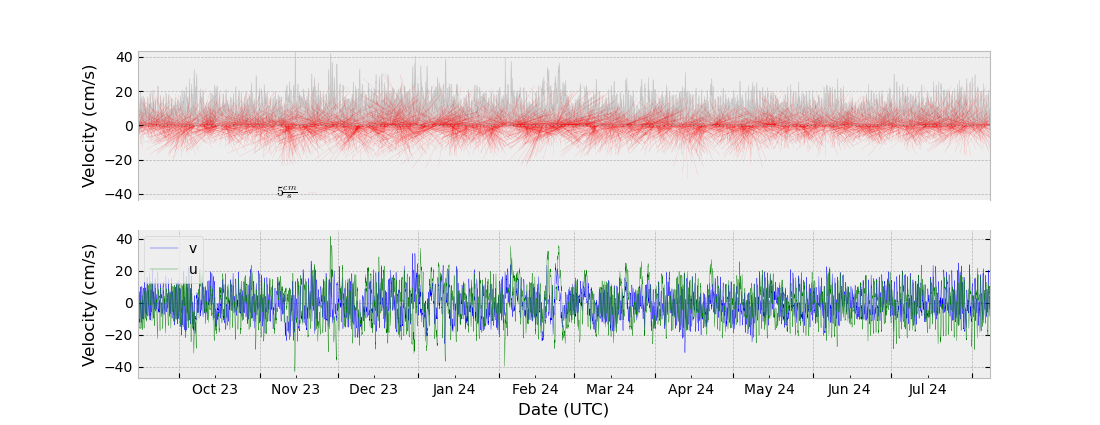 Velocity (cm/s)
40
20
0
−20
−40
5 cm/s
Velocity (cm/s)
40
20
0
−20
−40
v
u
Oct 23 Nov 23 Dec 23 Jan 24 Feb 24 Mar 24 Apr 24 May 24 Jun 24 Jul 24
Date (UTC)